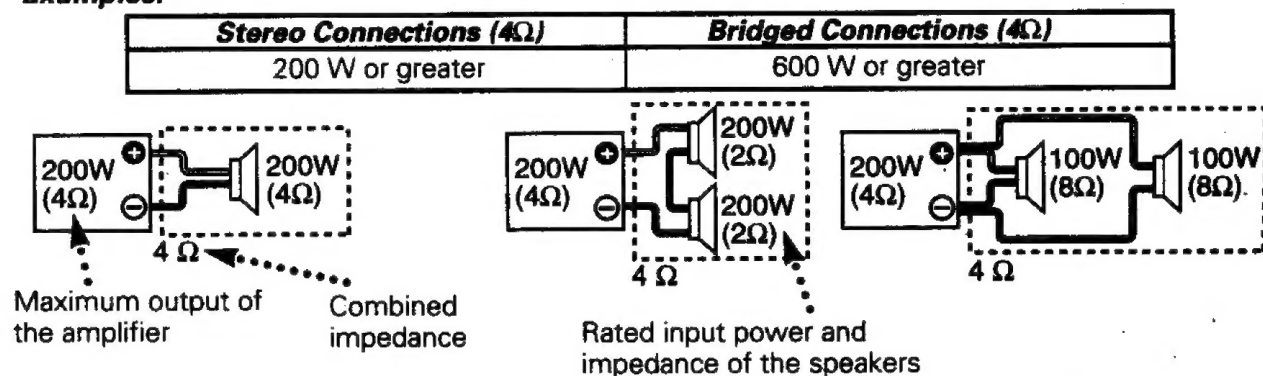 Examples:
Stereo Connections (4Ω) Bridged Connections (4Ω)
200 W or greater 600 W or greater
200W (4Ω) + −
200W (4Ω)
4 Ω
Maximum output of the amplifier
Combined impedance
200W (4Ω) + −
200W (2Ω)
200W (2Ω)
4 Ω
Rated input power and impedance of the speakers
200W (4Ω) + −
100W (8Ω)
100W (8Ω)
4 Ω